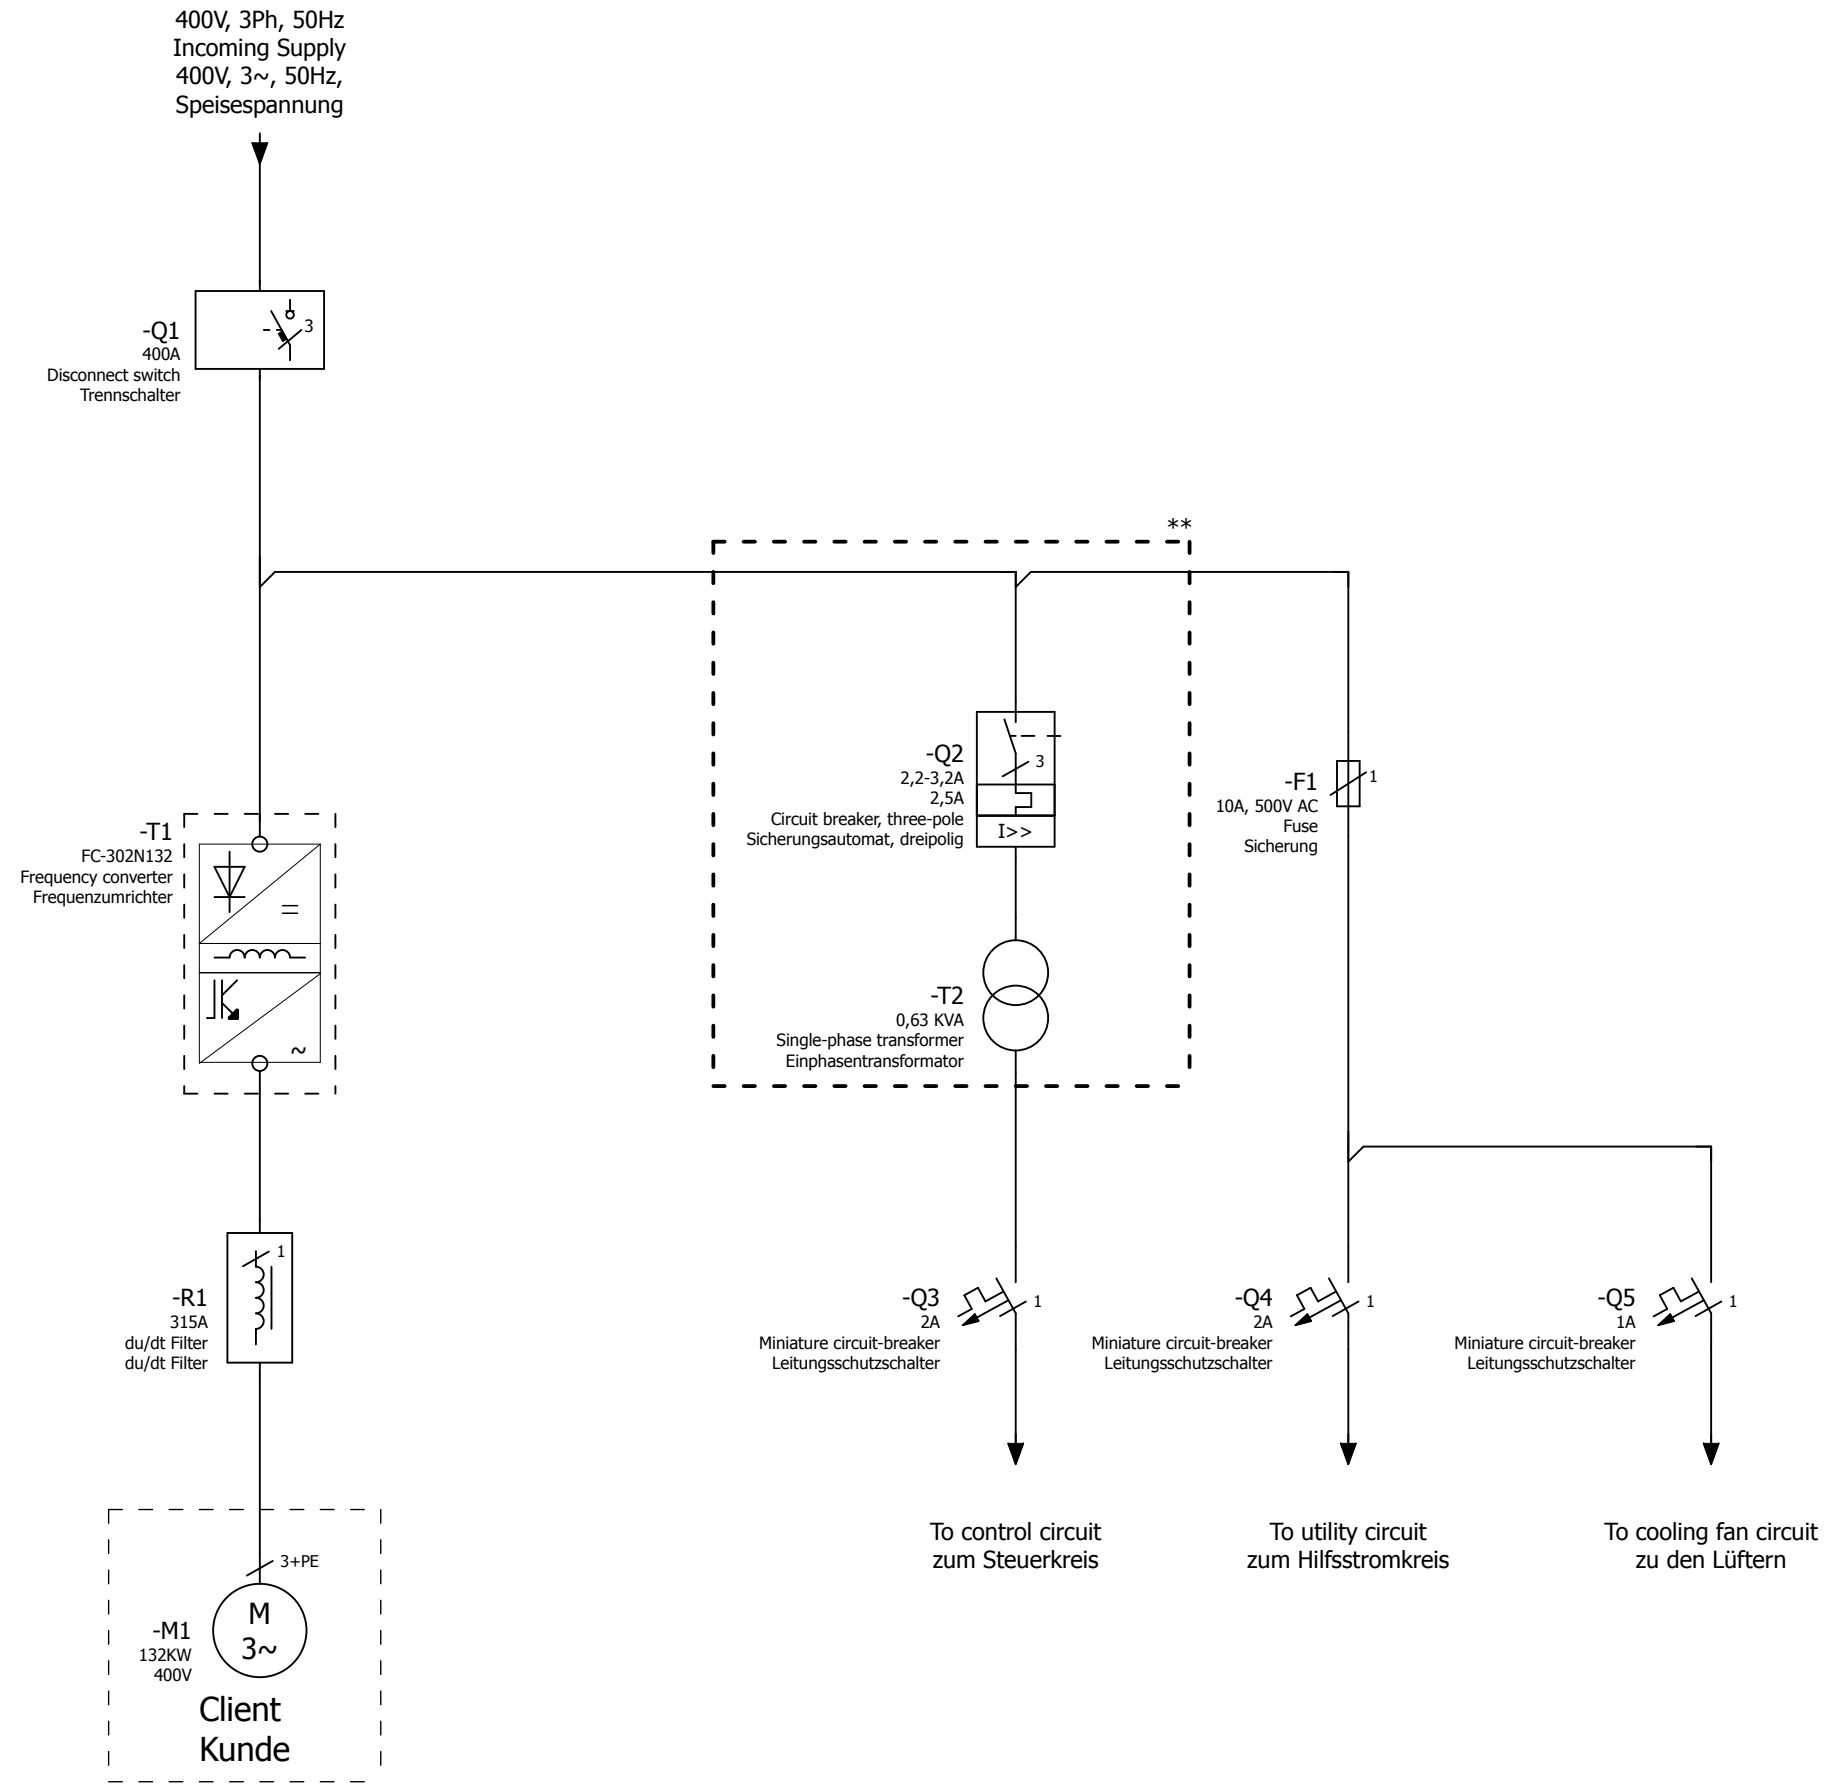 400V, 3Ph, 50Hz
Incoming Supply
400V, 3~, 50Hz,
Speisespannung
-Q1
400A
Disconnect switch
Trennschalter
3
**
-T1
FC-302N132
Frequency converter
Frequenzumrichter
=
~
-Q2
2,2-3,2A
2,5A
Circuit breaker, three-pole
Sicherungsautomat, dreipolig
3
I>>
-F1
10A, 500V AC
Fuse
Sicherung
1
-T2
0,63 KVA
Single-phase transformer
Einphasentransformator
-R1
315A
du/dt Filter
du/dt Filter
1
-Q3
2A
Miniature circuit-breaker
Leitungsschutzschalter
1
-Q4
2A
Miniature circuit-breaker
Leitungsschutzschalter
1
-Q5
1A
Miniature circuit-breaker
Leitungsschutzschalter
1
To control circuit
zum Steuerkreis
To utility circuit
zum Hilfsstromkreis
To cooling fan circuit
zu den Lüftern
3+PE
-M1
132KW
400V
M
3~
Client
Kunde